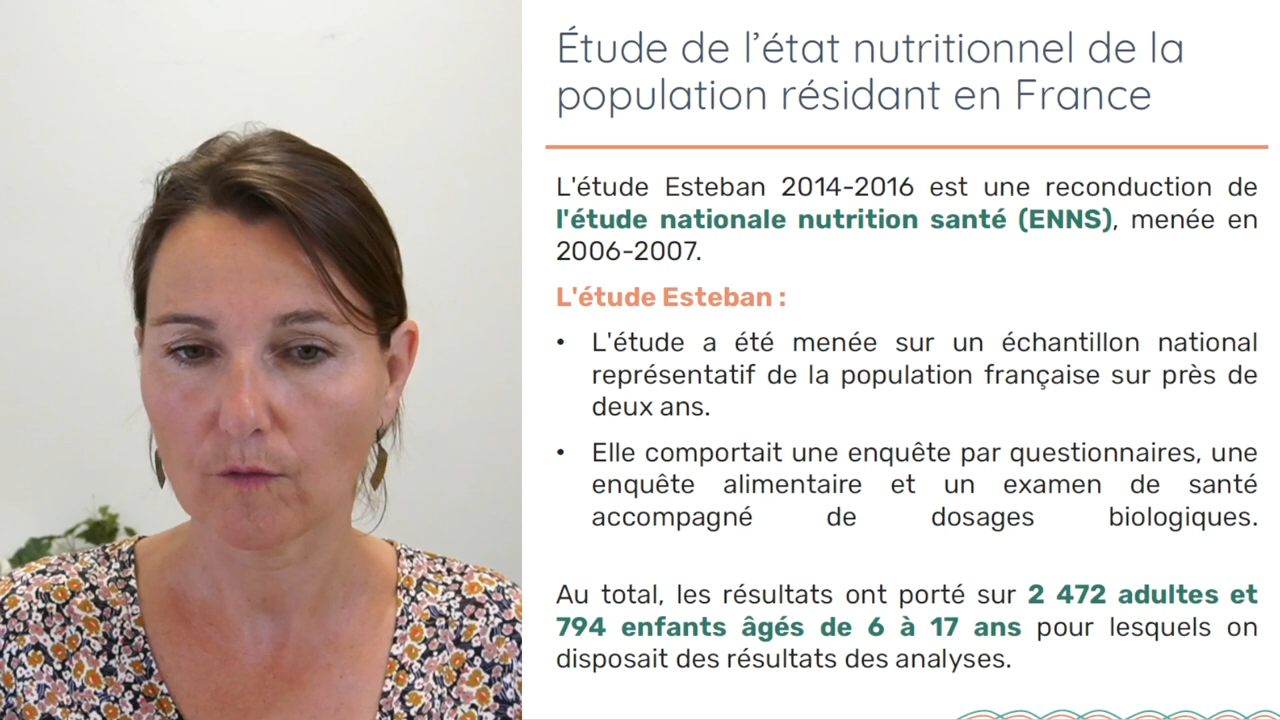 Étude de l’état nutritionnel de la
population résidant en France
L'étude Esteban 2014-2016 est une reconduction de
l'étude nationale nutrition santé (ENNS), menée en
2006-2007.
L'étude Esteban :
• L'étude a été menée sur un échantillon national
représentatif de la population française sur près de
deux ans.
• Elle comportait une enquête par questionnaires, une
enquête alimentaire et un examen de santé
accompagné de dosages biologiques.
Au total, les résultats ont porté sur 2 472 adultes et
794 enfants âgés de 6 à 17 ans pour lesquels on
disposait des résultats des analyses.